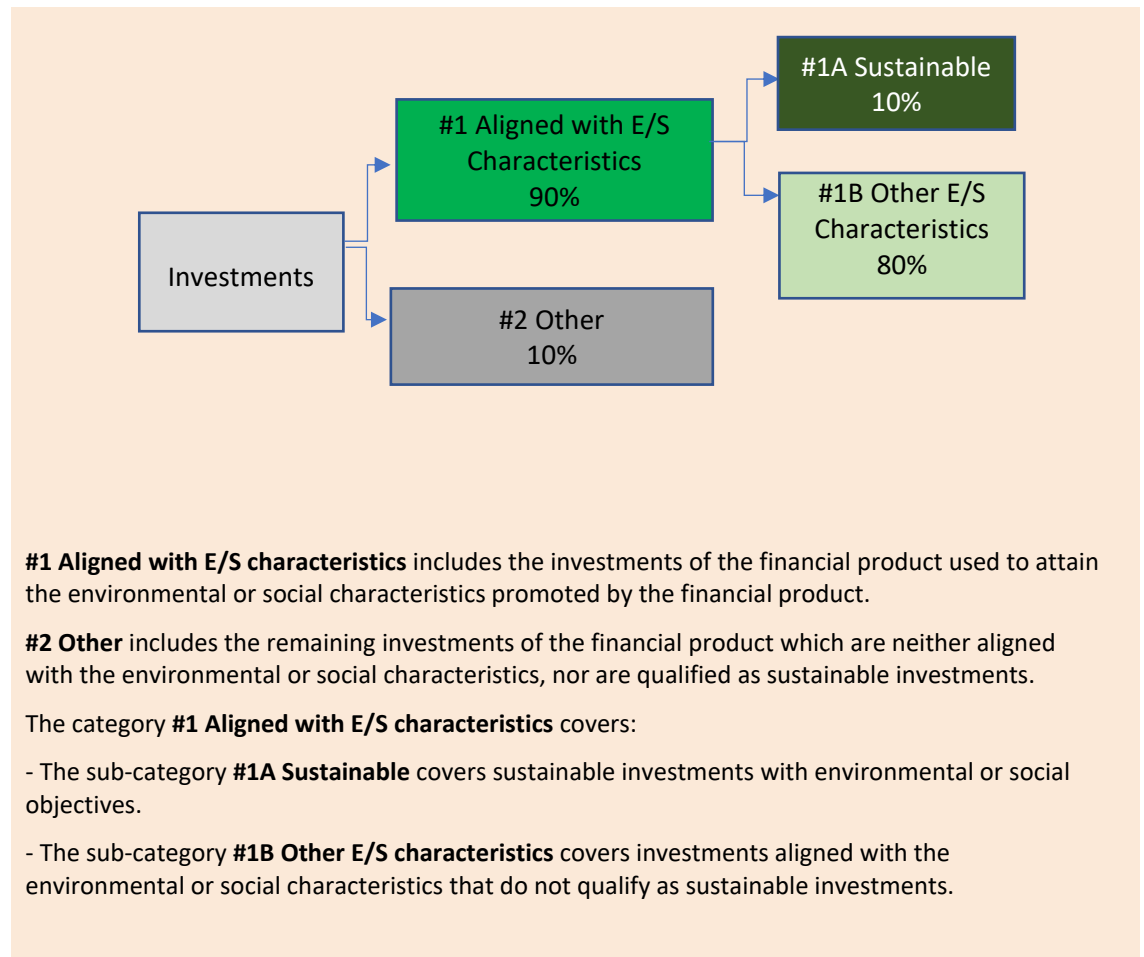 #1A Sustainable
10%
#1 Aligned with E/S
Characteristics
90%
#1B Other E/S
Characteristics
80%
Investments
#2 Other
10%
#1 Aligned with E/S characteristics includes the investments of the financial product used to attain
the environmental or social characteristics promoted by the financial product.
#2 Other includes the remaining investments of the financial product which are neither aligned
with the environmental or social characteristics, nor are qualified as sustainable investments.
The category #1 Aligned with E/S characteristics covers:
- The sub-category #1A Sustainable covers sustainable investments with environmental or social
objectives.
- The sub-category #1B Other E/S characteristics covers investments aligned with the
environmental or social characteristics that do not qualify as sustainable investments.